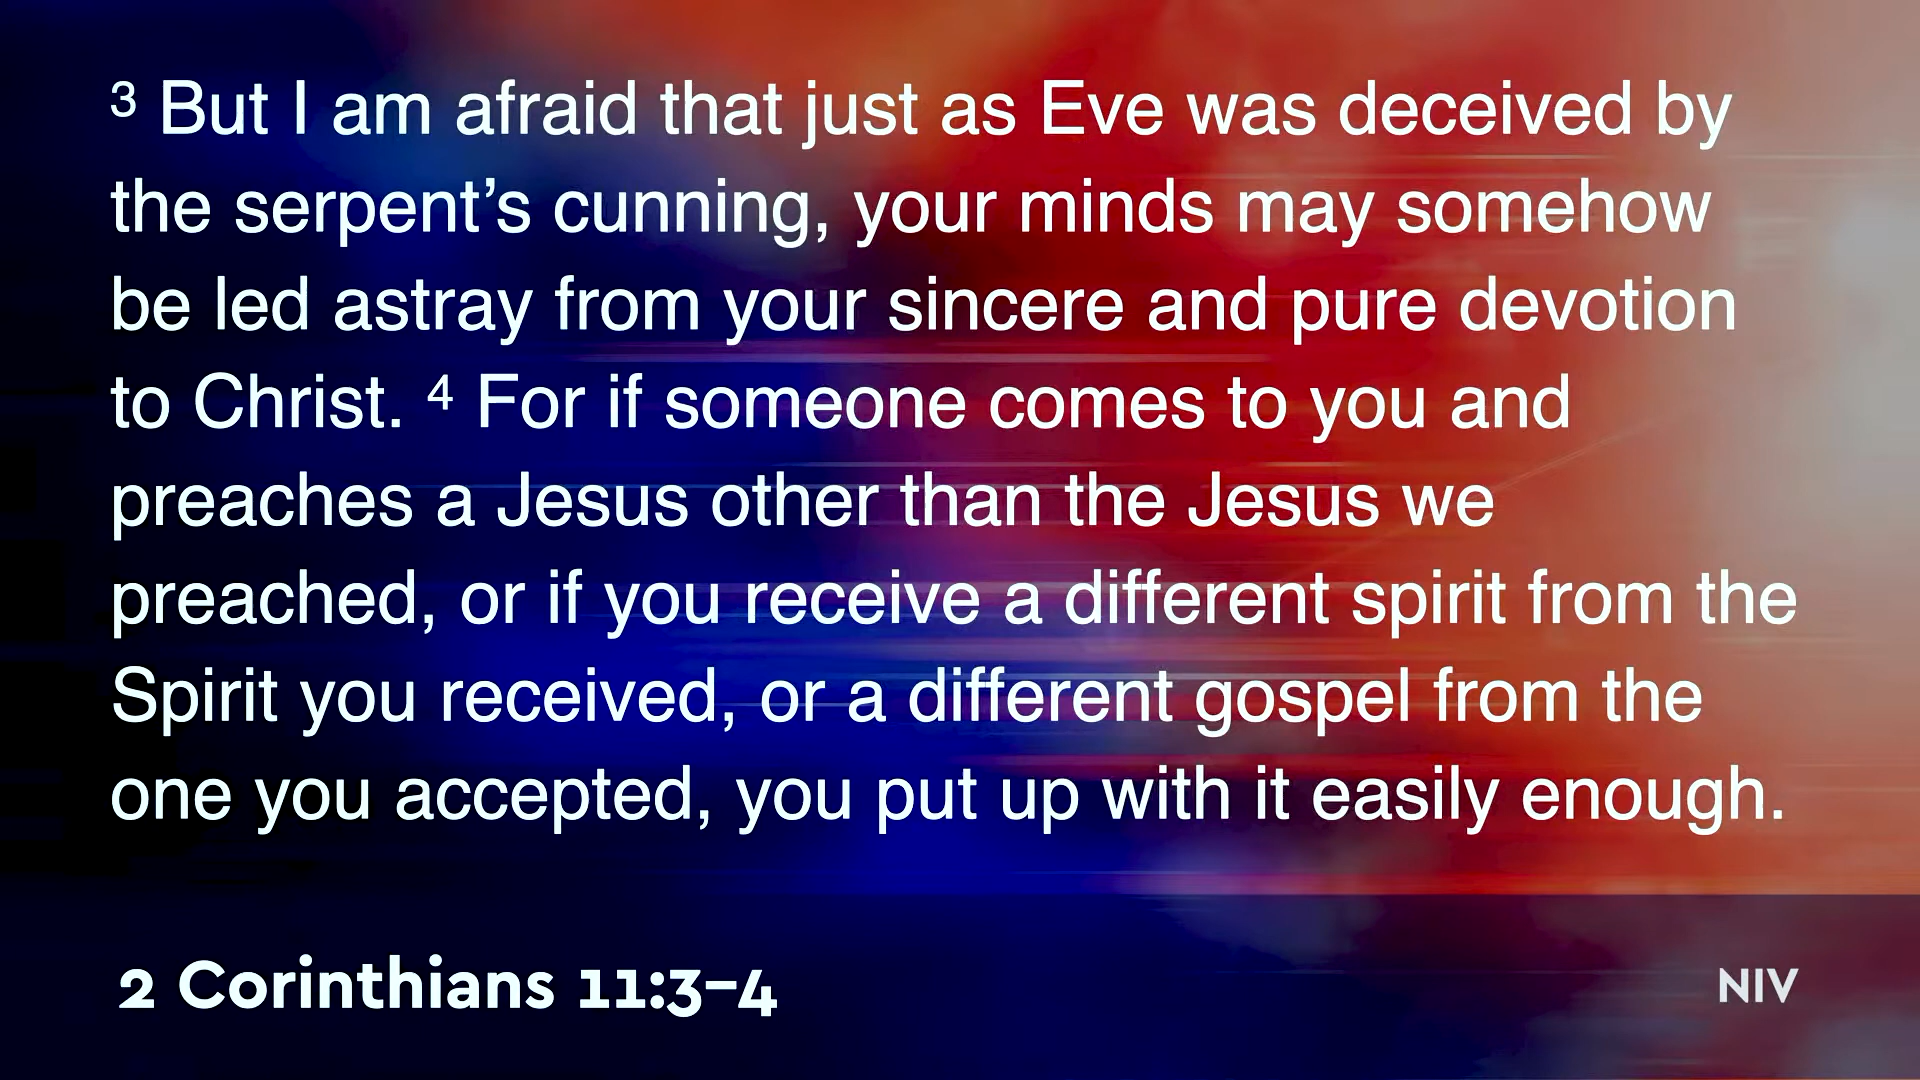 ³ But I am afraid that just as Eve was deceived by
the serpent’s cunning, your minds may somehow
be led astray from your sincere and pure devotion
to Christ. ⁴ For if someone comes to you and
preaches a Jesus other than the Jesus we
preached, or if you receive a different spirit from the
Spirit you received, or a different gospel from the
one you accepted, you put up with it easily enough.
2 Corinthians 11:3–4
NIV